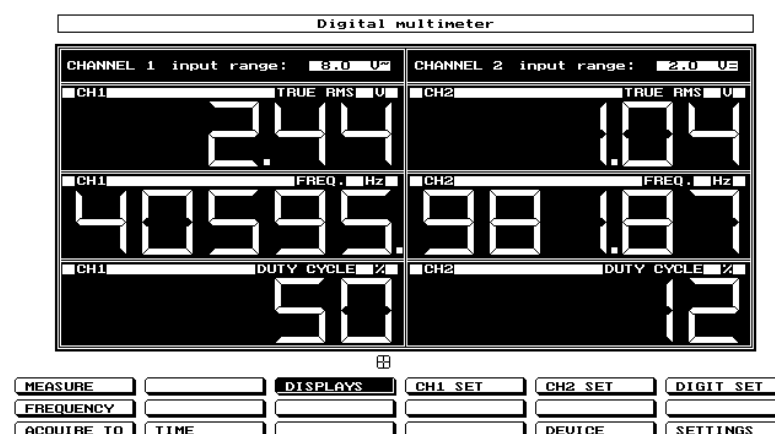 Digital multimeter
CHANNEL 1 input range: 8.0 V~
CHANNEL 2 input range: 2.0 V=
CH1 TRUE RMS V
2.44
CH2 TRUE RMS V
1.04
CH1 FREQ. Hz
40595.
CH2 FREQ. Hz
981.87
CH1 DUTY CYCLE %
50
CH2 DUTY CYCLE %
12
MEASURE DISPLAYS CH1 SET CH2 SET DIGIT SET
FREQUENCY
ACQUIRE TO TIME DEVICE SETTINGS